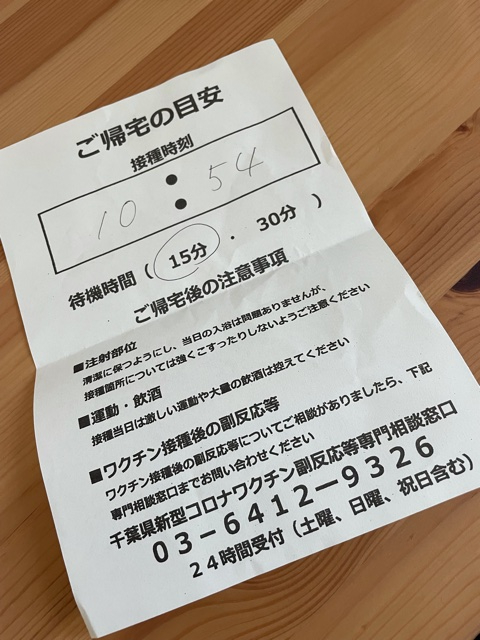 ご帰宅の目安
接種時刻
10:54
待機時間（ 15分 ・ 30分 ）
ご帰宅後の注意事項
■注射部位
清潔に保つようにし、当日の入浴は問題ありませんが、
接種箇所については強くこすったりしないようご注意ください
■運動・飲酒
接種当日は激しい運動や大■の飲酒は控えてください
■ワクチン接種後の副反応等
ワクチン接種後の副反応等についてご相談がありましたら、下記
専門相談窓口までお問い合わせください
千葉県新型コロナワクチン副反応等専門相談窓口
０３－６４１２－９３２６
２４時間受付（土曜、日曜、祝日含む）